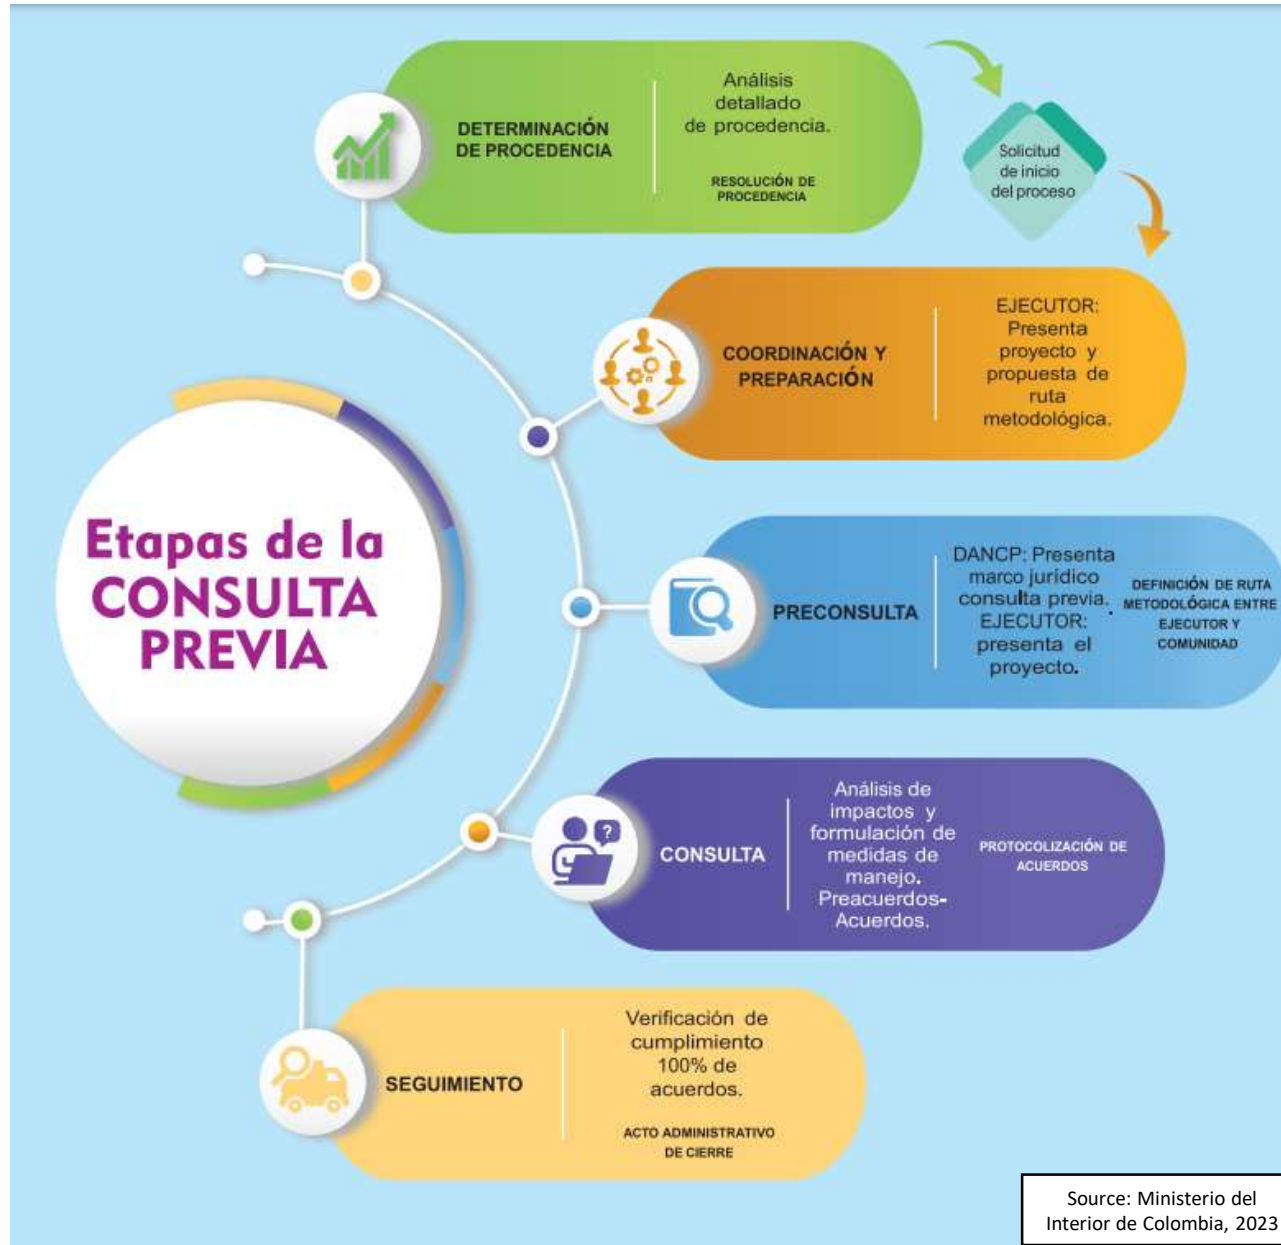 DETERMINACIÓN
DE PROCEDENCIA
Análisis
detallado
de procedencia.
RESOLUCIÓN DE
PROCEDENCIA
Solicitud
de inicio
del proceso
COORDINACIÓN Y
PREPARACIÓN
EJECUTOR:
Presenta
proyecto y
propuesta de
ruta
metodológica.
Etapas de la
CONSULTA
PREVIA
PRECONSULTA
DANCP: Presenta
marco jurídico
consulta previa.
EJECUTOR:
presenta el
proyecto.
DEFINICIÓN DE RUTA
METODOLÓGICA ENTRE
EJECUTOR Y
COMUNIDAD
CONSULTA
Análisis de
impactos y
formulación de
medidas de
manejo.
Preacuerdos-
Acuerdos.
PROTOCOLIZACIÓN DE
ACUERDOS
SEGUIMIENTO
Verificación de
cumplimiento
100% de
acuerdos.
ACTO ADMINISTRATIVO
DE CIERRE
Source: Ministerio del
Interior de Colombia, 2023